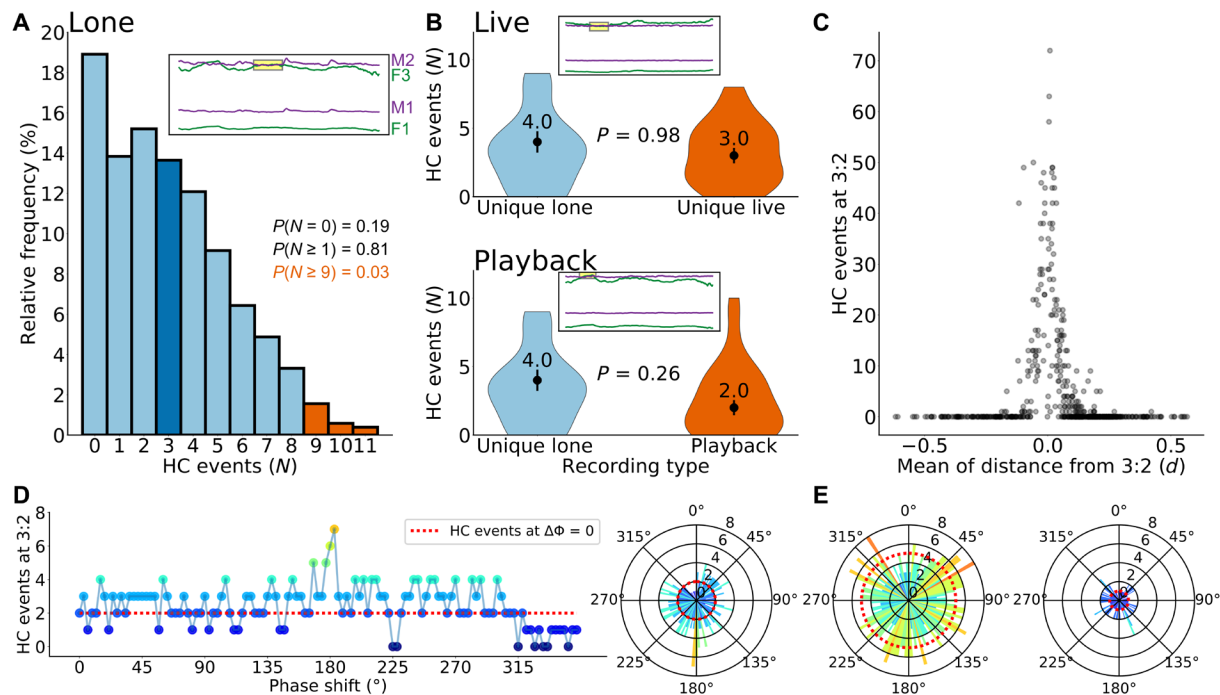 A Lone
20
18
16
14
12
10
8
6
4
2
0
Relative frequency (%)
M2
F3
M1
F1
P(N = 0) = 0.19
P(N ≥ 1) = 0.81
P(N ≥ 9) = 0.03
0 1 2 3 4 5 6 7 8 9 10 11
HC events (N)
B Live
10
5
0
HC events (N)
4.0
P = 0.98
3.0
Unique lone Unique live
Playback
10
5
0
HC events (N)
4.0
P = 0.26
2.0
Unique lone Playback
Recording type
C
70
60
50
40
30
20
10
0
HC events at 3:2
−0.5 0.0 0.5
Mean of distance from 3:2 (d)
D
8
6
4
2
0
HC events at 3:2
HC events at ΔΦ = 0
0 45 90 135 180 225 270 315
Phase shift (°)
0°
315° 8 45°
6
4
2
0
270° 90°
225° 135°
180°
E
0°
315° 8 45°
6
4
2
0
270° 90°
225° 135°
180°
0°
315° 8 45°
6
4
2
0
270° 90°
225° 135°
180°